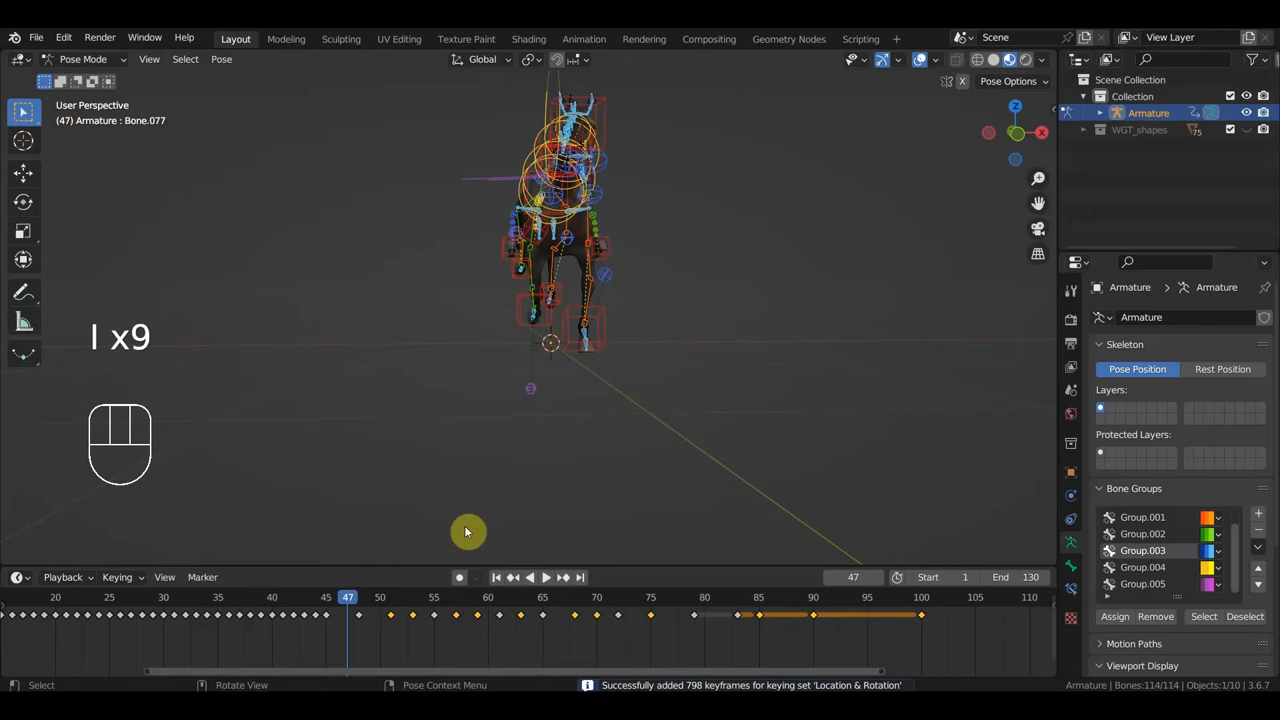 File Edit Render Window Help Layout Modeling Sculpting UV Editing Texture Paint Shading Animation Rendering Compositing Geometry Nodes Scripting + Scene View Layer
Pose Mode View Select Pose Global X Pose Options
Scene Collection
Collection
Armature
WGT_shapes 75
User Perspective
(47) Armature : Bone.077
Z
X
Armature Armature
Armature
Skeleton
Pose Position Rest Position
Layers:
Protected Layers:
I x9
Bone Groups
Group.001
Group.002
Group.003
Group.004
Group.005
Assign Remove Select Deselect
Motion Paths
Viewport Display
Playback Keying View Marker 47 Start 1 End 130
20 25 30 35 40 45 47 50 55 60 65 70 75 80 85 90 95 100 105 110
Select Rotate View Pose Context Menu Successfully added 798 keyframes for keying set 'Location & Rotation' Armature | Bones:114/114 | Objects:1/10 | 3.6.7